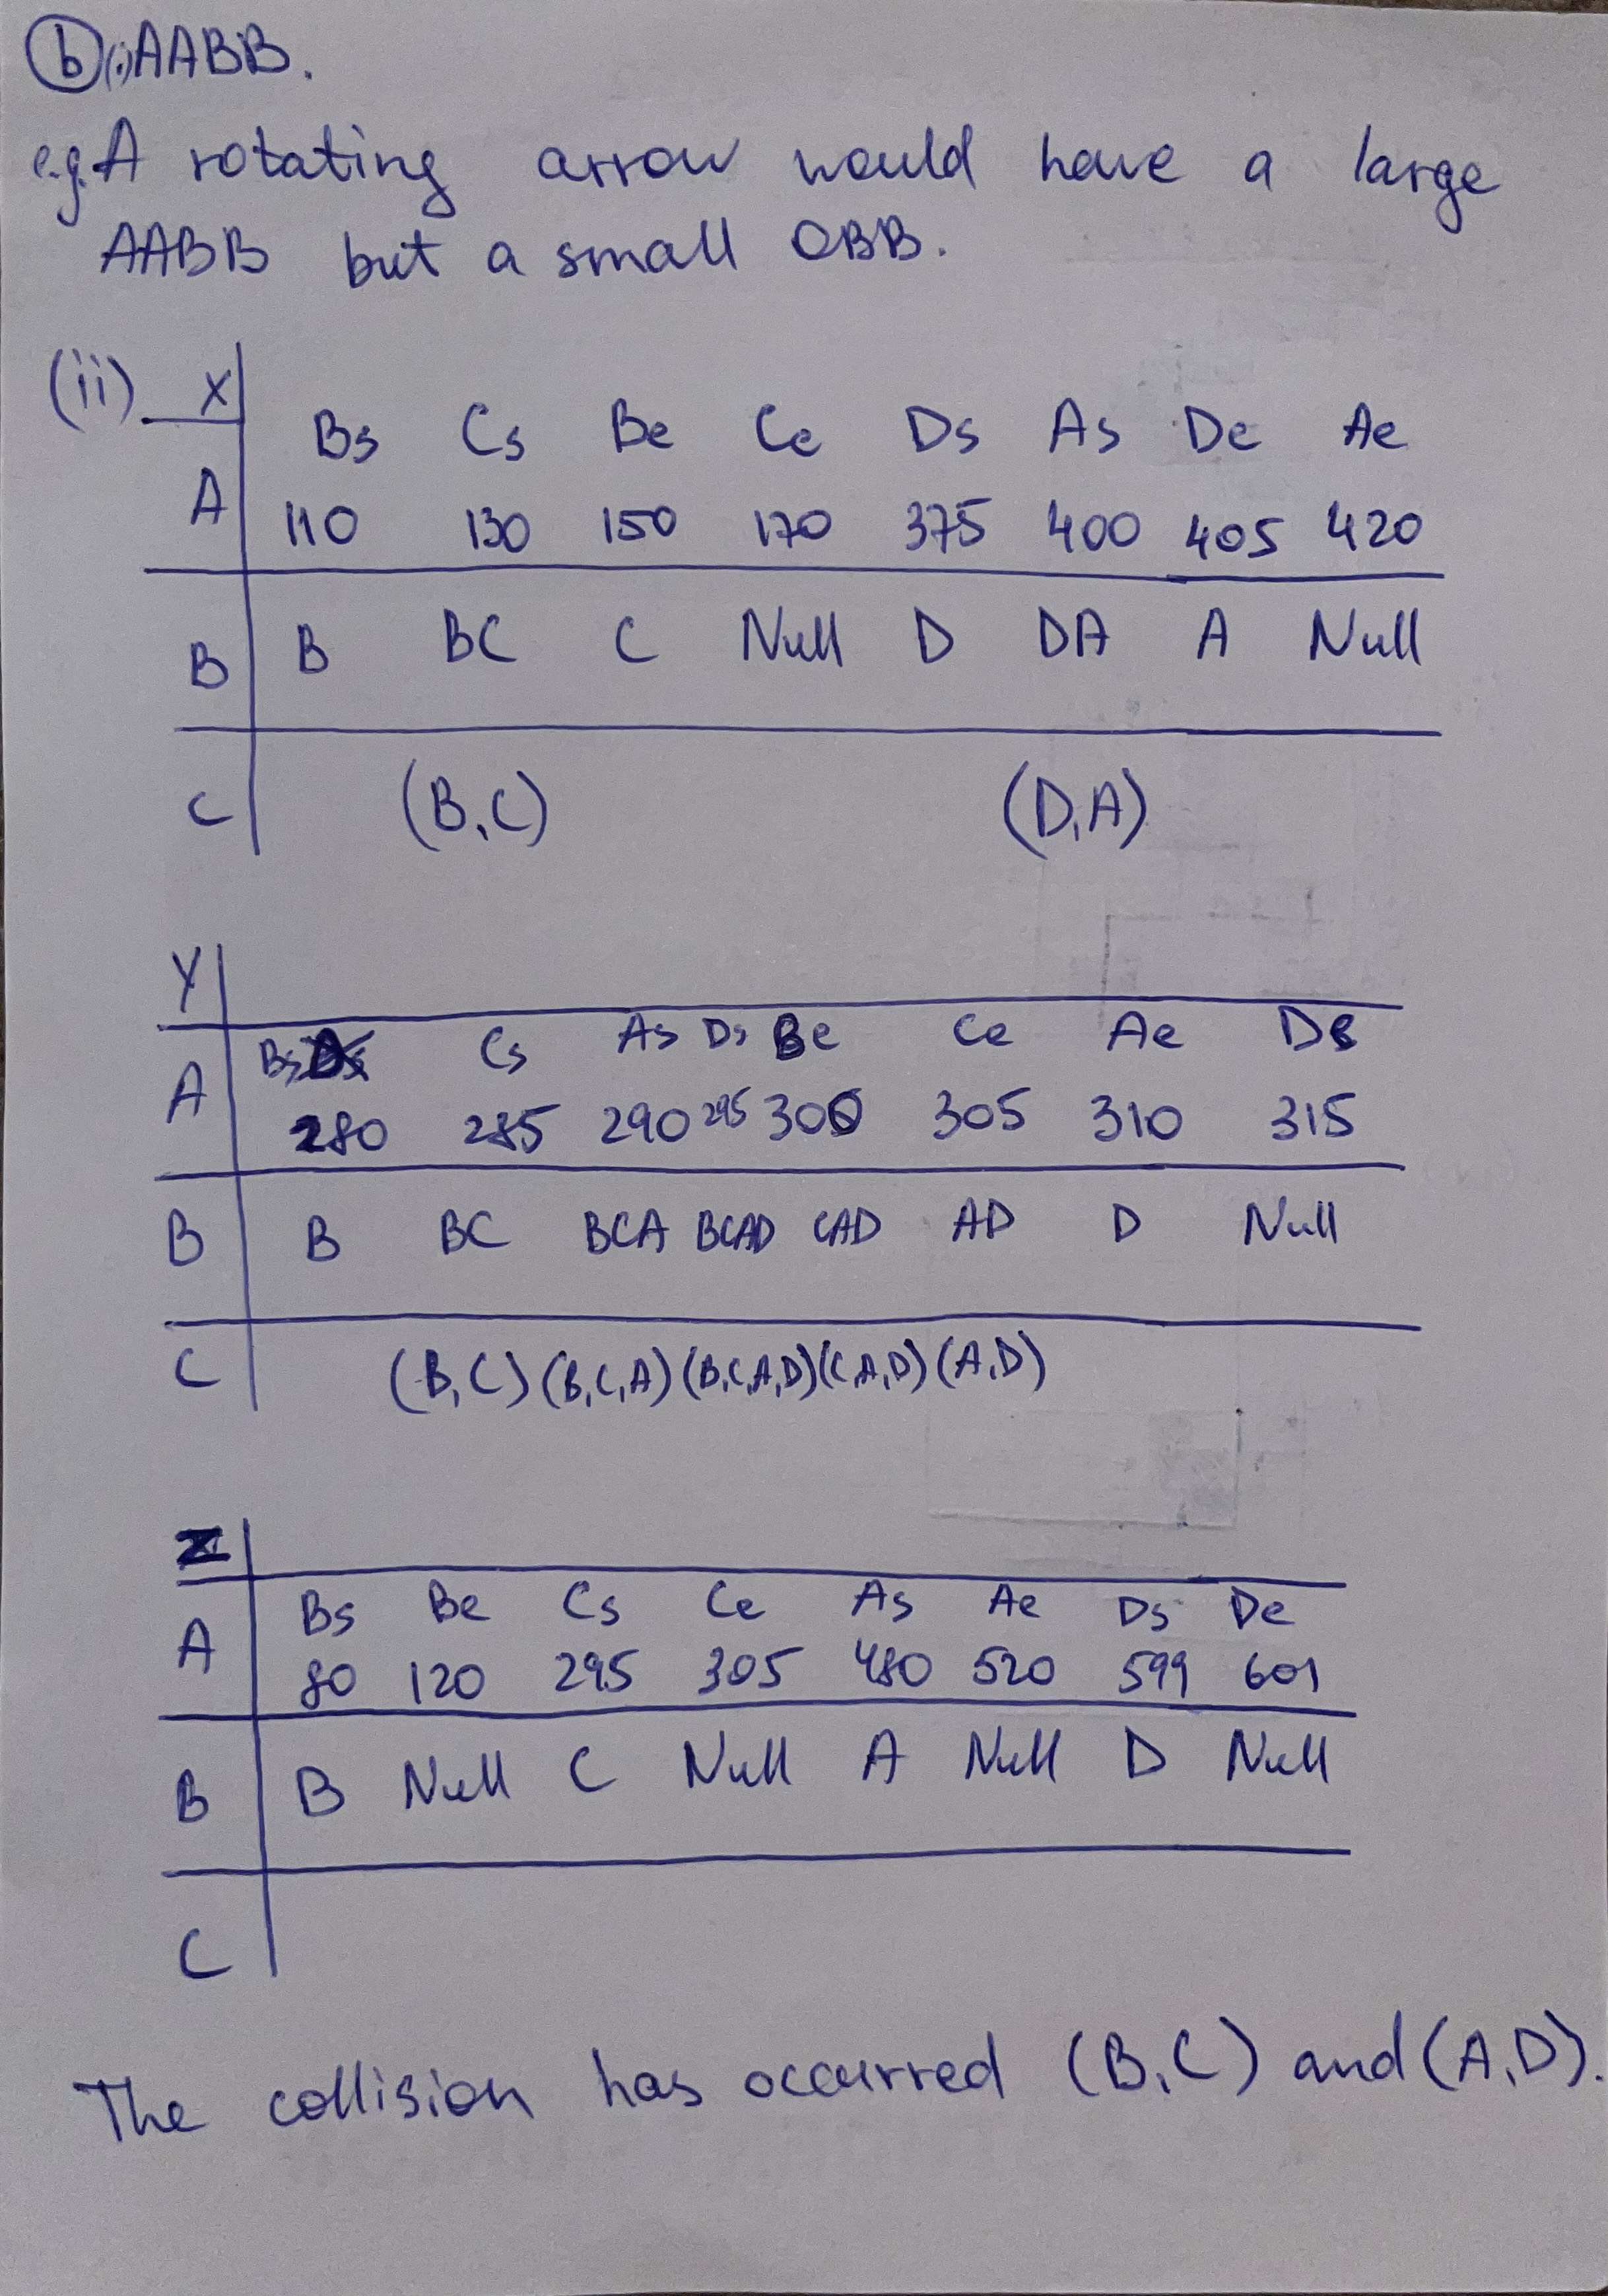 (b)(i) AABB.
e.g. A rotating arrow would have a large
AABB but a small OBB.
(ii) X
Bs Cs Be Ce Ds As De Ae
A 110 130 150 170 375 400 405 420
B B BC C Null D DA A Null
C (B,C) (D,A)
Y
Bs Cs As Ds Be Ce Ae De
A 280 285 290 295 300 305 310 315
B B BC BCA BCAD CAD AD D Null
C (B,C) (B,C,A) (B,C,A,D) (C,A,D) (A,D)
Z
Bs Be Cs Ce As Ae Ds De
A 80 120 295 305 480 520 599 601
B B Null C Null A Null D Null
C
The collision has occurred (B,C) and (A,D).